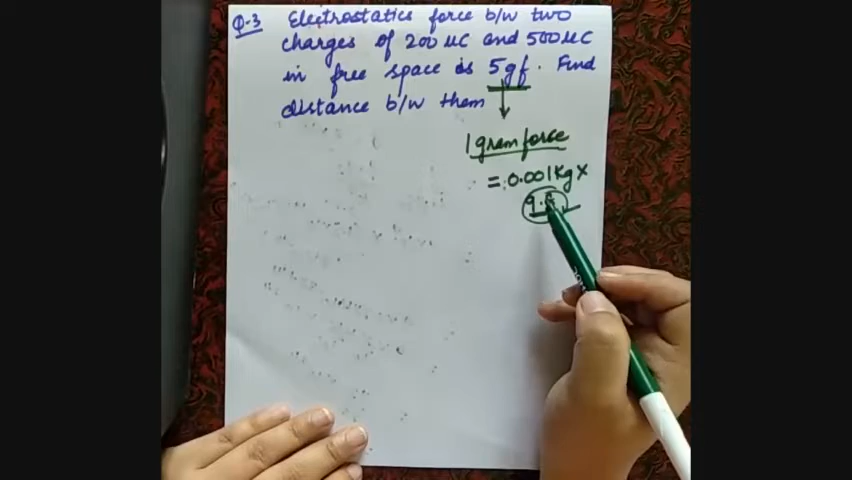 Q.3 Electrostatics force b/w two
charges of 200 μC and 500 μC
in free space is 5gf. Find
distance b/w them
1 gram force
= 0.001 Kg ×